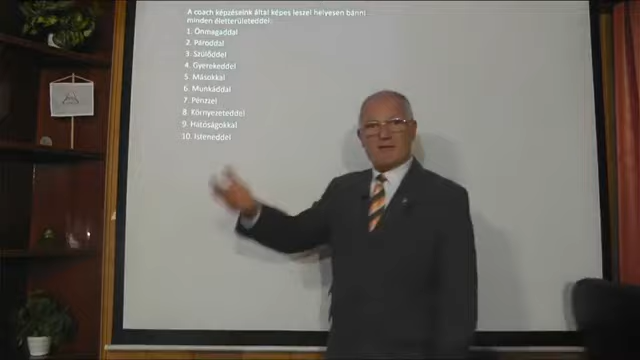 A coach képzéseink által képes leszel helyesen bánni
minden életterületeddel:
1. Önmagaddal
2. Pároddal
3. Szülőddel
4. Gyerekeddel
5. Másokkal
6. Munkáddal
7. Pénzzel
8. Környezeteddel
9. Hatóságokkal
10. Isteneddel